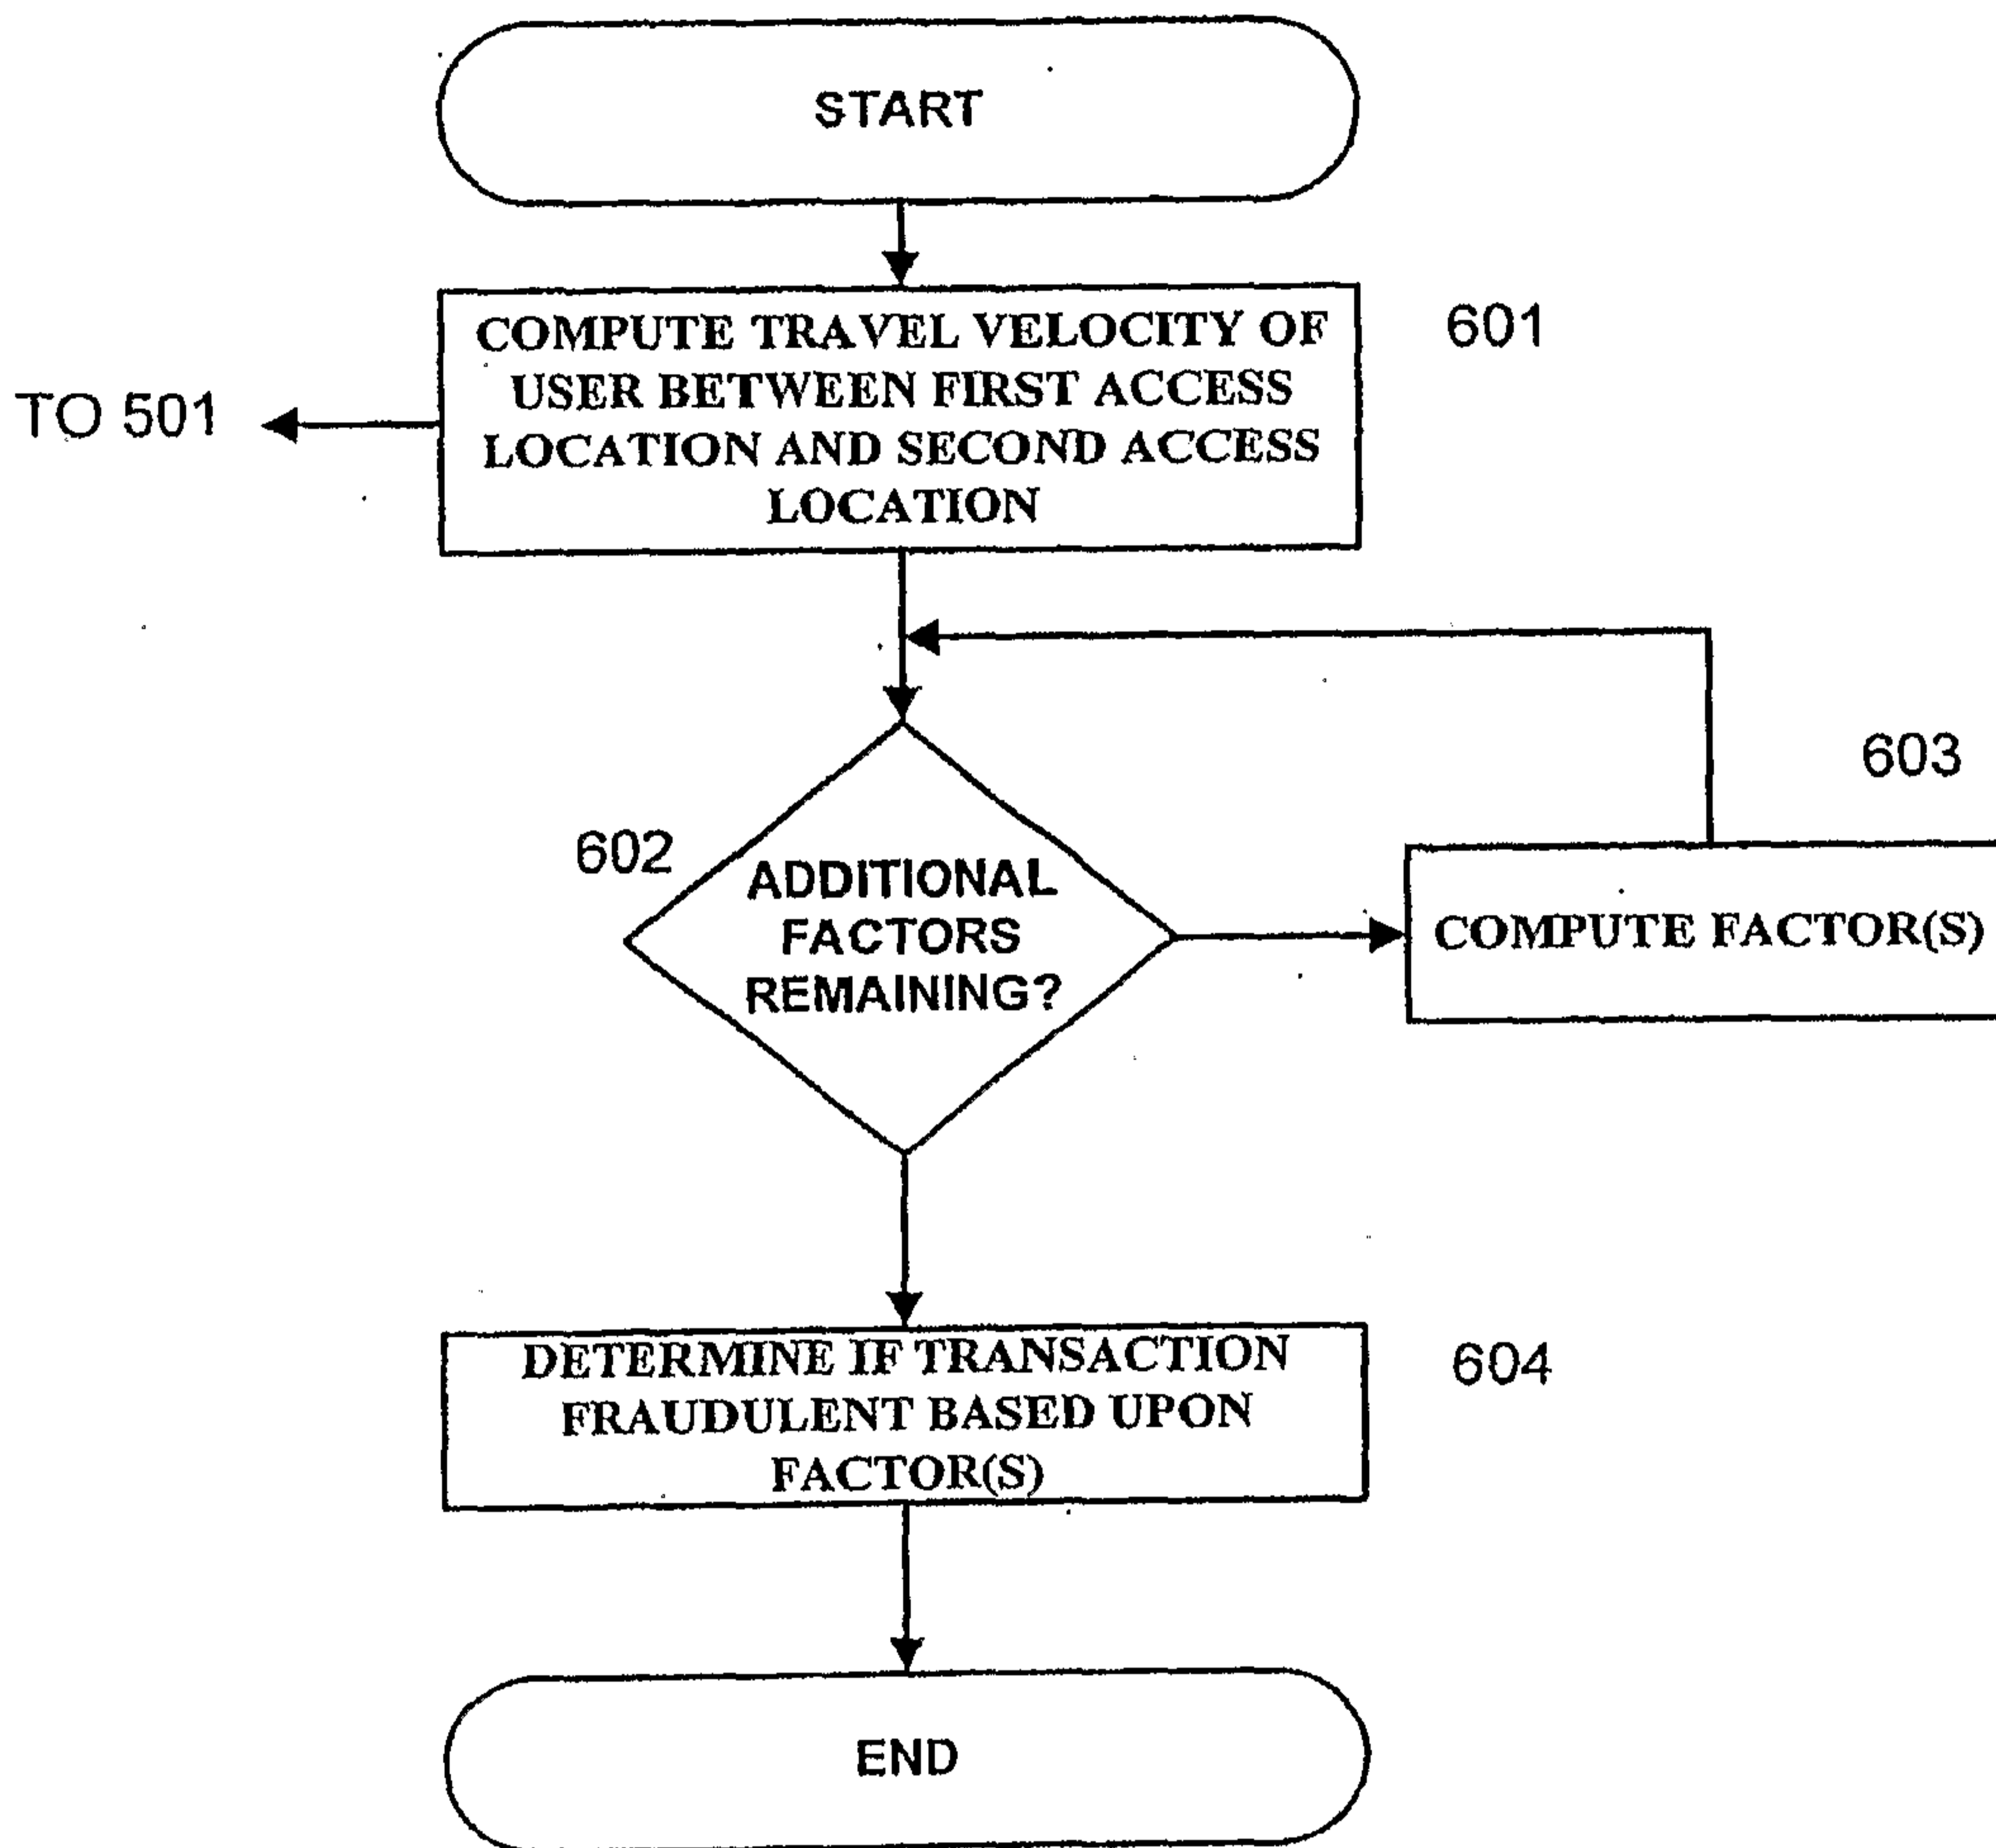 START
COMPUTE TRAVEL VELOCITY OF
USER BETWEEN FIRST ACCESS
LOCATION AND SECOND ACCESS
LOCATION
601
TO 501
603
602
ADDITIONAL
FACTORS
REMAINING?
COMPUTE FACTOR(S)
DETERMINE IF TRANSACTION
FRAUDULENT BASED UPON
FACTOR(S)
604
END